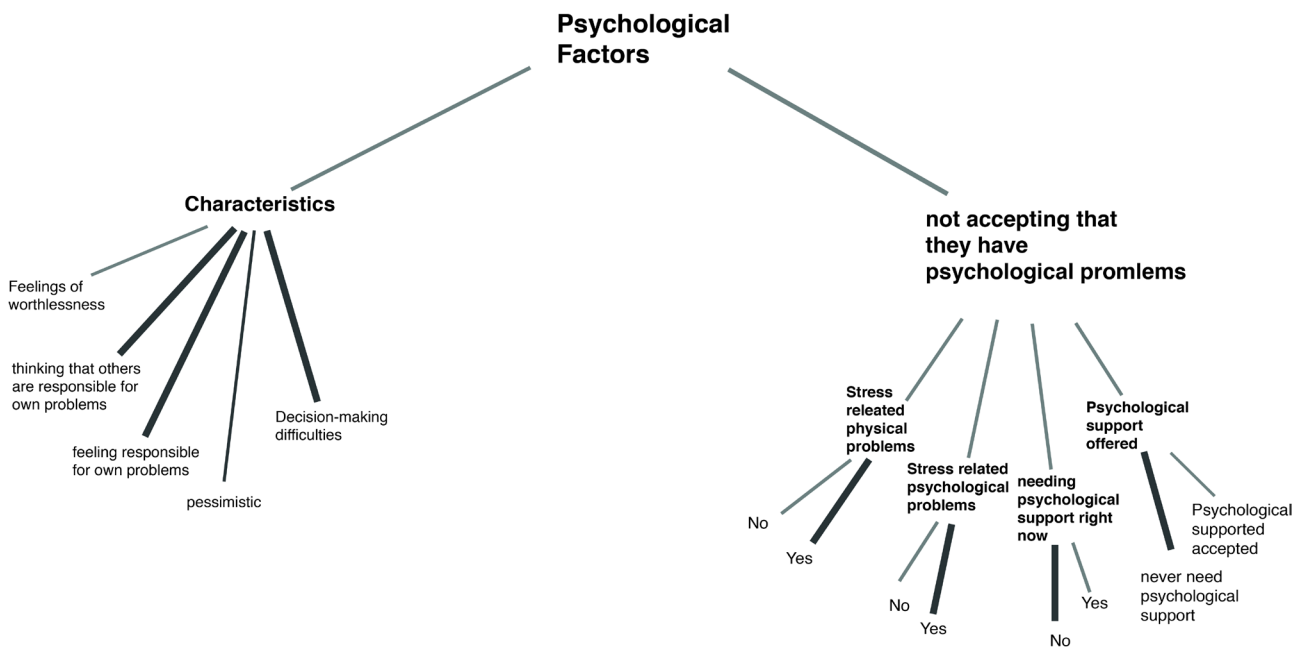 Psychological
Factors
Characteristics
Feelings of
worthlessness
thinking that others
are responsible for
own problems
feeling responsible
for own problems
pessimistic
Decision-making
difficulties
not accepting that
they have
psychological promlems
Stress
releated
physical
problems
No
Yes
Stress related
psychological
problems
No
Yes
needing
psychological
support right
now
No
Yes
Psychological
support
offered
never need
psychological
support
Psychological
supported
accepted